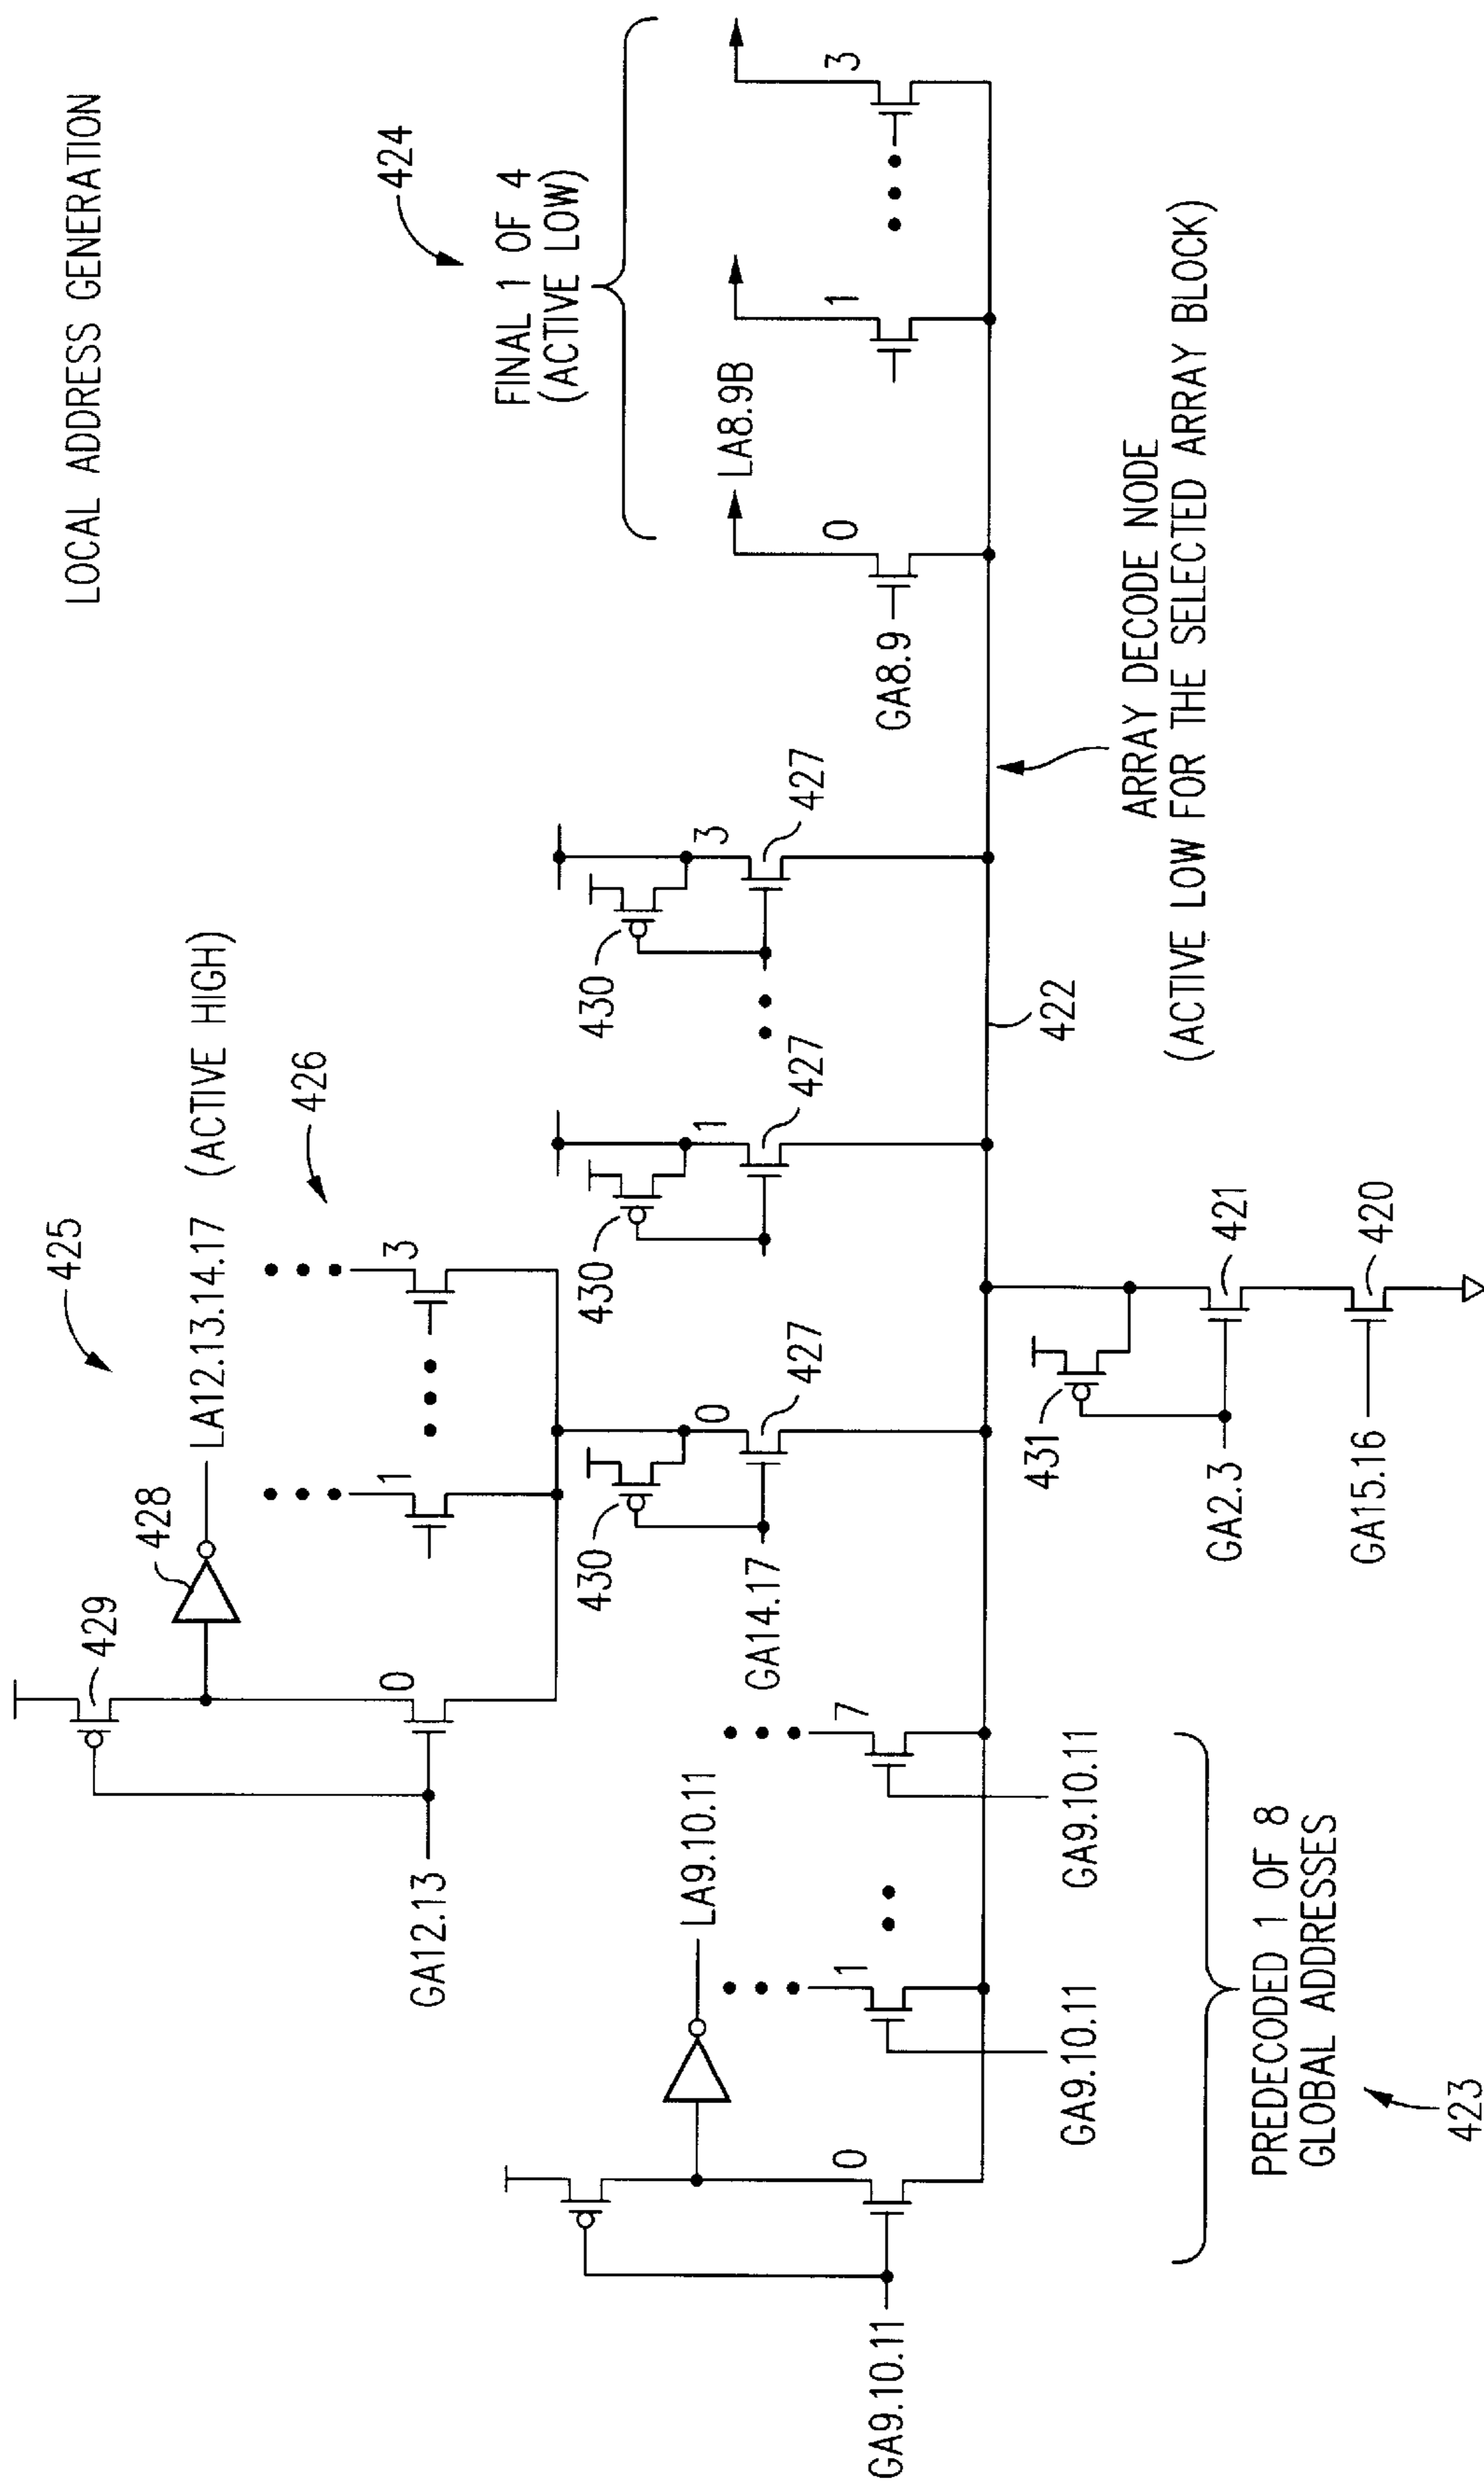 LOCAL ADDRESS GENERATION
425
LA12.13.14.17 (ACTIVE HIGH)
429
428
426
0
1
3
GA12.13
424
FINAL 1 OF 4
(ACTIVE LOW)
430
430
430
0
1
3
427
427
427
GA14.17
LA9.10.11
LA8.9B
0
1
7
0
1
3
GA9.10.11
GA9.10.11
GA9.10.11
GA8.9
422
431
421
420
GA2.3
GA15.16
ARRAY DECODE NODE
(ACTIVE LOW FOR THE SELECTED ARRAY BLOCK)
PREDECODED 1 OF 8
GLOBAL ADDRESSES
423